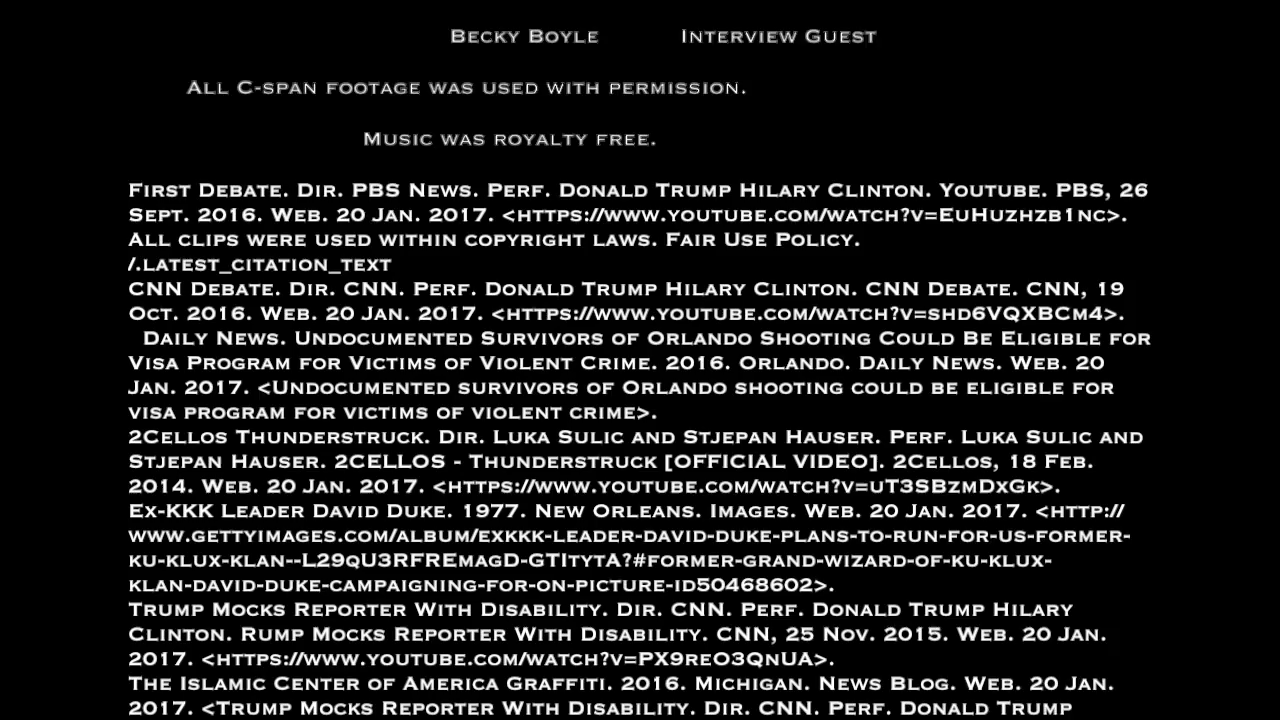 Becky Boyle Interview Guest
All C-span footage was used with permission.
Music was royalty free.
First Debate. Dir. PBS News. Perf. Donald Trump Hilary Clinton. Youtube. PBS, 26
Sept. 2016. Web. 20 Jan. 2017. <https://www.youtube.com/watch?v=EuHuzhzb1nc>.
All clips were used within copyright laws. Fair Use Policy.
/.latest_citation_text
CNN Debate. Dir. CNN. Perf. Donald Trump Hilary Clinton. CNN Debate. CNN, 19
Oct. 2016. Web. 20 Jan. 2017. <https://www.youtube.com/watch?v=shd6VQXBCm4>.
Daily News. Undocumented Survivors of Orlando Shooting Could Be Eligible for
Visa Program for Victims of Violent Crime. 2016. Orlando. Daily News. Web. 20
Jan. 2017. <Undocumented survivors of Orlando shooting could be eligible for
visa program for victims of violent crime>.
2Cellos Thunderstruck. Dir. Luka Sulic and Stjepan Hauser. Perf. Luka Sulic and
Stjepan Hauser. 2CELLOS - Thunderstruck [OFFICIAL VIDEO]. 2Cellos, 18 Feb.
2014. Web. 20 Jan. 2017. <https://www.youtube.com/watch?v=uT3SBzmDxGk>.
Ex-KKK Leader David Duke. 1977. New Orleans. Images. Web. 20 Jan. 2017. <http://
www.gettyimages.com/album/exkkk-leader-david-duke-plans-to-run-for-us-former-
ku-klux-klan--L29qU3RFREmagD-GTItytA?#former-grand-wizard-of-ku-klux-
klan-david-duke-campaigning-for-on-picture-id50468602>.
Trump Mocks Reporter With Disability. Dir. CNN. Perf. Donald Trump Hilary
Clinton. Rump Mocks Reporter With Disability. CNN, 25 Nov. 2015. Web. 20 Jan.
2017. <https://www.youtube.com/watch?v=PX9reO3QnUA>.
The Islamic Center of America Graffiti. 2016. Michigan. News Blog. Web. 20 Jan.
2017. <Trump Mocks Reporter With Disability. Dir. CNN. Perf. Donald Trump